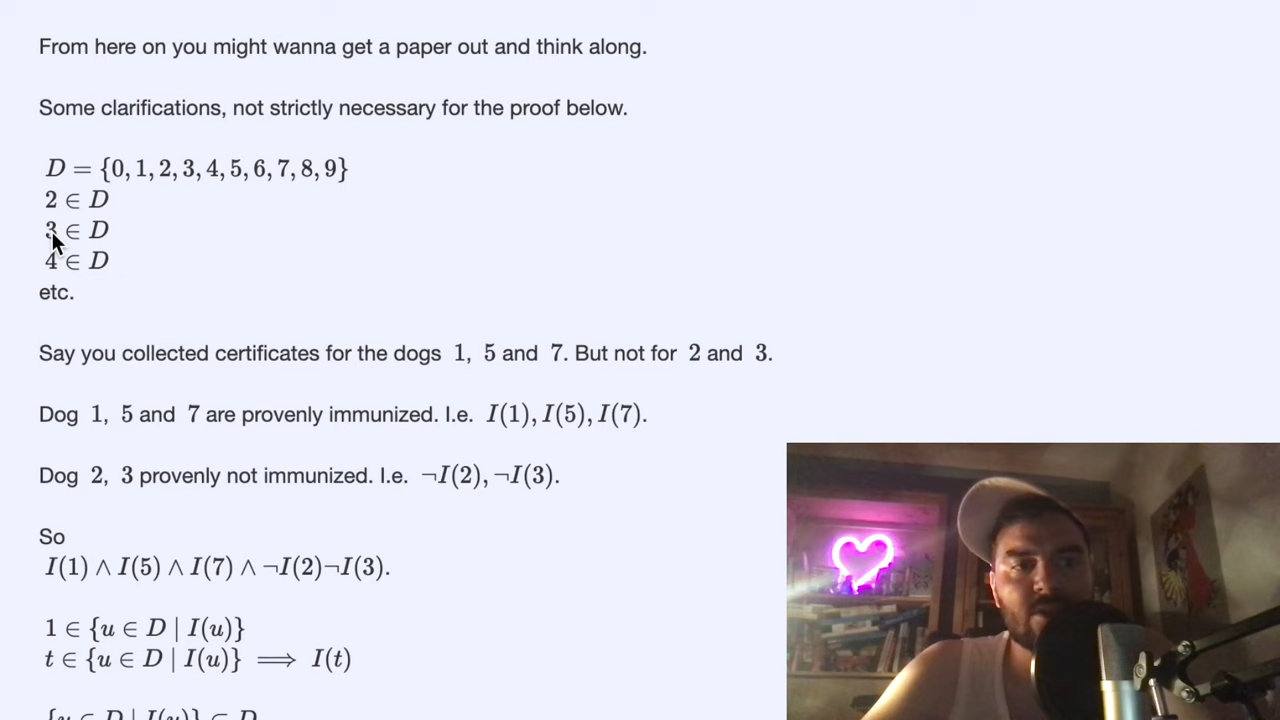 From here on you might wanna get a paper out and think along.
Some clarifications, not strictly necessary for the proof below.
D = {0, 1, 2, 3, 4, 5, 6, 7, 8, 9}
2 ∈ D
3 ∈ D
4 ∈ D
etc.
Say you collected certificates for the dogs 1, 5 and 7. But not for 2 and 3.
Dog 1, 5 and 7 are provenly immunized. I.e. I(1), I(5), I(7).
Dog 2, 3 provenly not immunized. I.e. ¬I(2), ¬I(3).
So
I(1) ∧ I(5) ∧ I(7) ∧ ¬I(2)¬I(3).
1 ∈ {u ∈ D | I(u)}
t ∈ {u ∈ D | I(u)} ⟹ I(t)